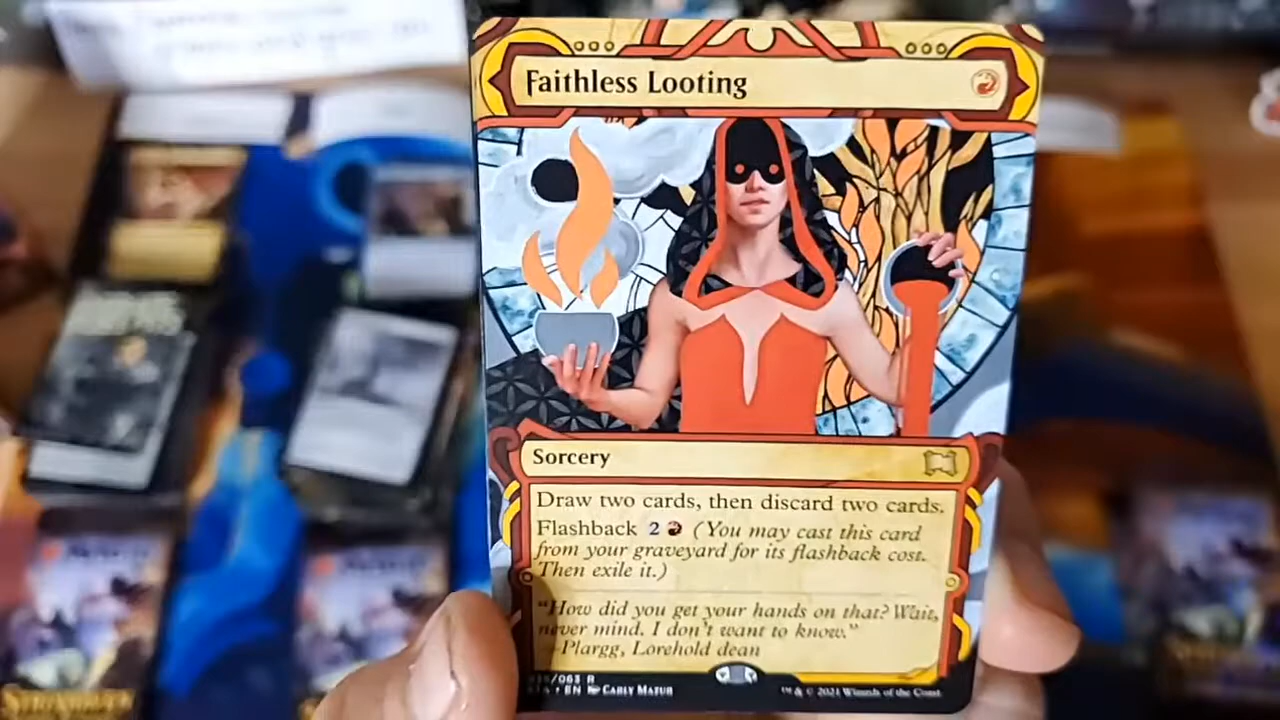 Faithless Looting
Sorcery
Draw two cards, then discard two cards.
Flashback 2 (You may cast this card
from your graveyard for its flashback cost.
Then exile it.)
"How did you get your hands on that? Wait,
never mind. I don't want to know."
—Plargg, Lorehold dean
/063 R
EN Carly Mazur
™ & © 2021 Wizards of the Coast